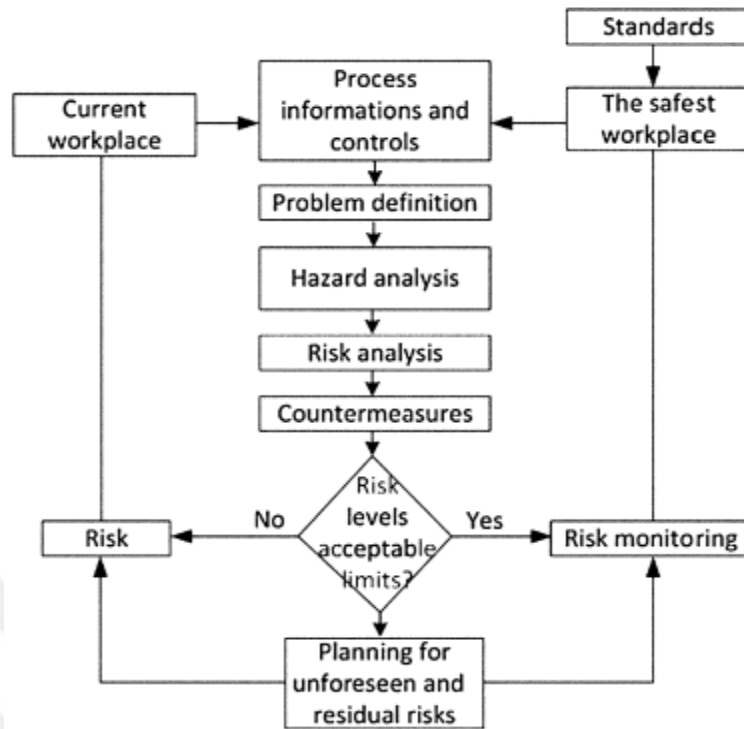 Standards
Process
informations and
controls
Current
workplace
The safest
workplace
Problem definition
Hazard analysis
Risk analysis
Countermeasures
Risk
levels
acceptable
limits?
No
Yes
Risk
Risk monitoring
Planning for
unforeseen and
residual risks